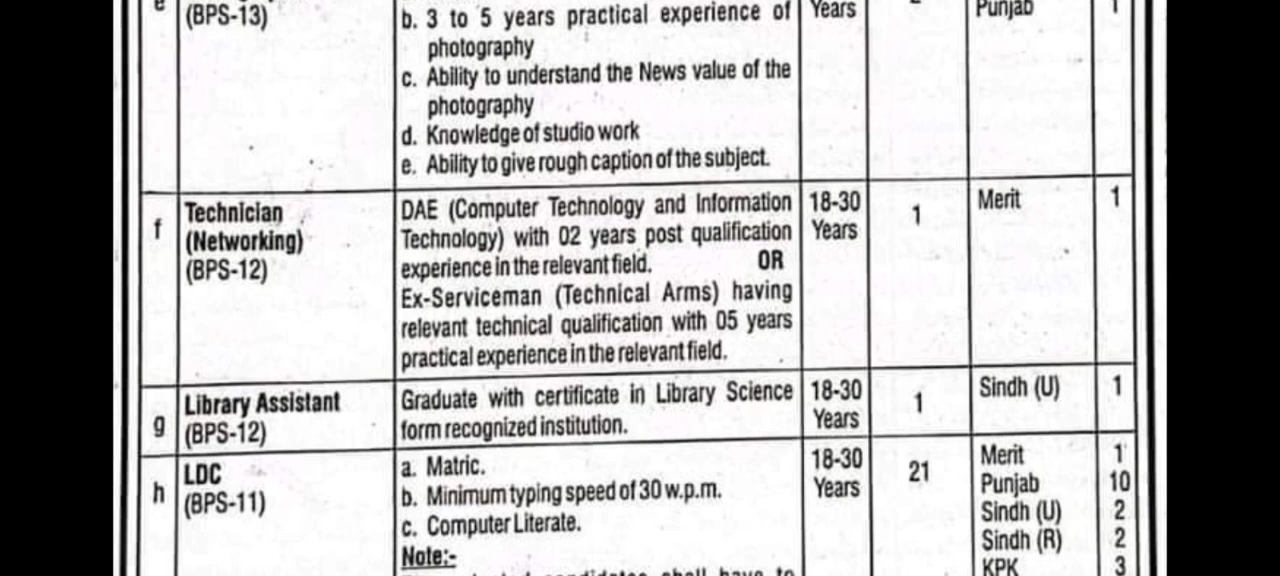 e
(BPS-13)
b. 3 to 5 years practical experience of
photography
c. Ability to understand the News value of the
photography
d. Knowledge of studio work
e. Ability to give rough caption of the subject.
Years
Punjab
1
f
Technician
(Networking)
(BPS-12)
DAE (Computer Technology and Information
Technology) with 02 years post qualification
experience in the relevant field. OR
Ex-Serviceman (Technical Arms) having
relevant technical qualification with 05 years
practical experience in the relevant field.
18-30
Years
1
Merit
1
g
Library Assistant
(BPS-12)
Graduate with certificate in Library Science
form recognized institution.
18-30
Years
1
Sindh (U)
1
h
LDC
(BPS-11)
a. Matric.
b. Minimum typing speed of 30 w.p.m.
c. Computer Literate.
Note:-
candidates shall have to
18-30
Years
21
Merit 1
Punjab 10
Sindh (U) 2
Sindh (R) 2
KPK 3